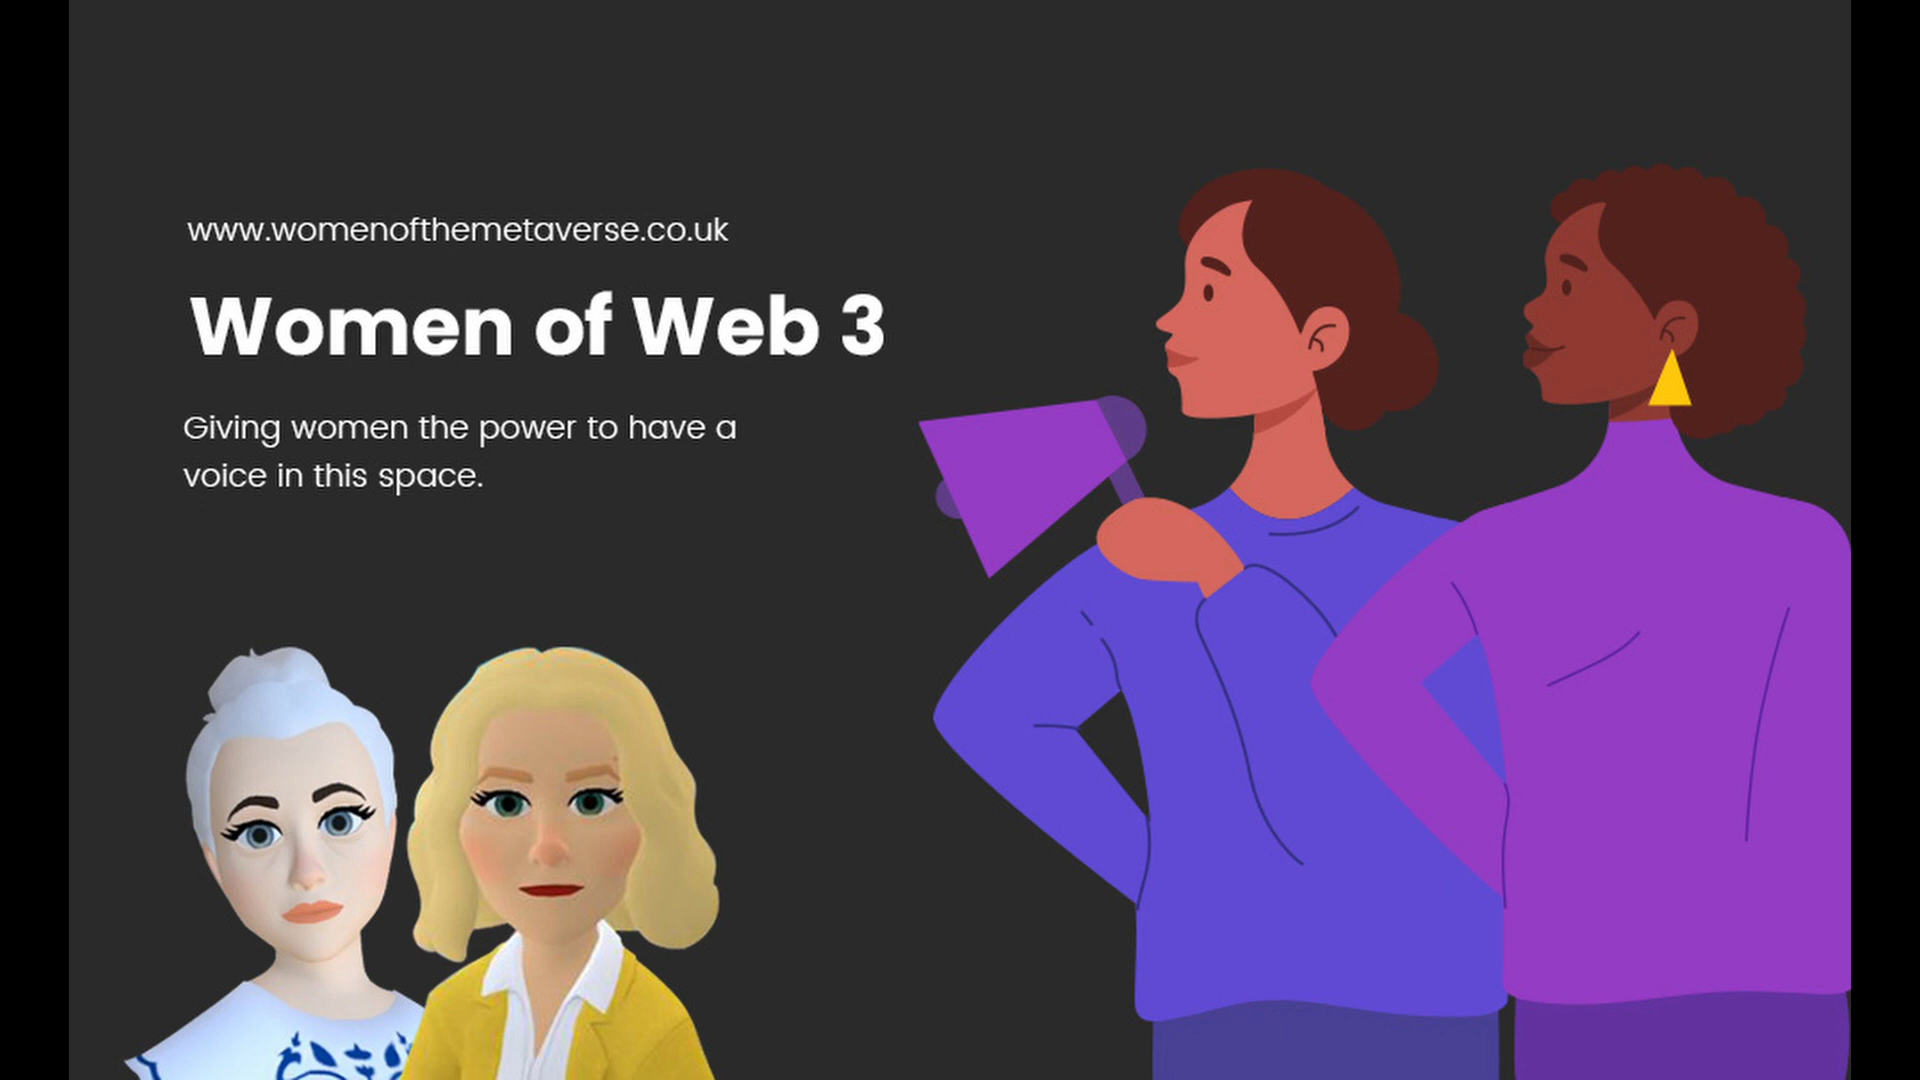 www.womenofthemetaverse.co.uk
Women of Web 3
Giving women the power to have a
voice in this space.